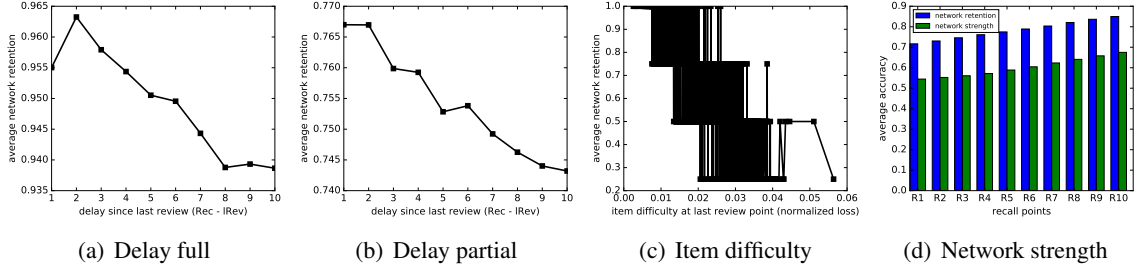 0.965
0.960
0.955
0.950
0.945
0.940
0.935
average network retention
1 2 3 4 5 6 7 8 9 10
delay since last review (Rec - lRev)
(a) Delay full
0.770
0.765
0.760
0.755
0.750
0.745
0.740
average network retention
1 2 3 4 5 6 7 8 9 10
delay since last review (Rec - lRev)
(b) Delay partial
1.0
0.9
0.8
0.7
0.6
0.5
0.4
0.3
0.2
average network retention
0.00 0.01 0.02 0.03 0.04 0.05 0.06
item difficulty at last review point (normalized loss)
(c) Item difficulty
0.9
0.8
0.7
0.6
0.5
0.4
0.3
0.2
0.1
0.0
average accuracy
network retention
network strength
R1 R2 R3 R4 R5 R6 R7 R8 R9 R10
recall points
(d) Network strength